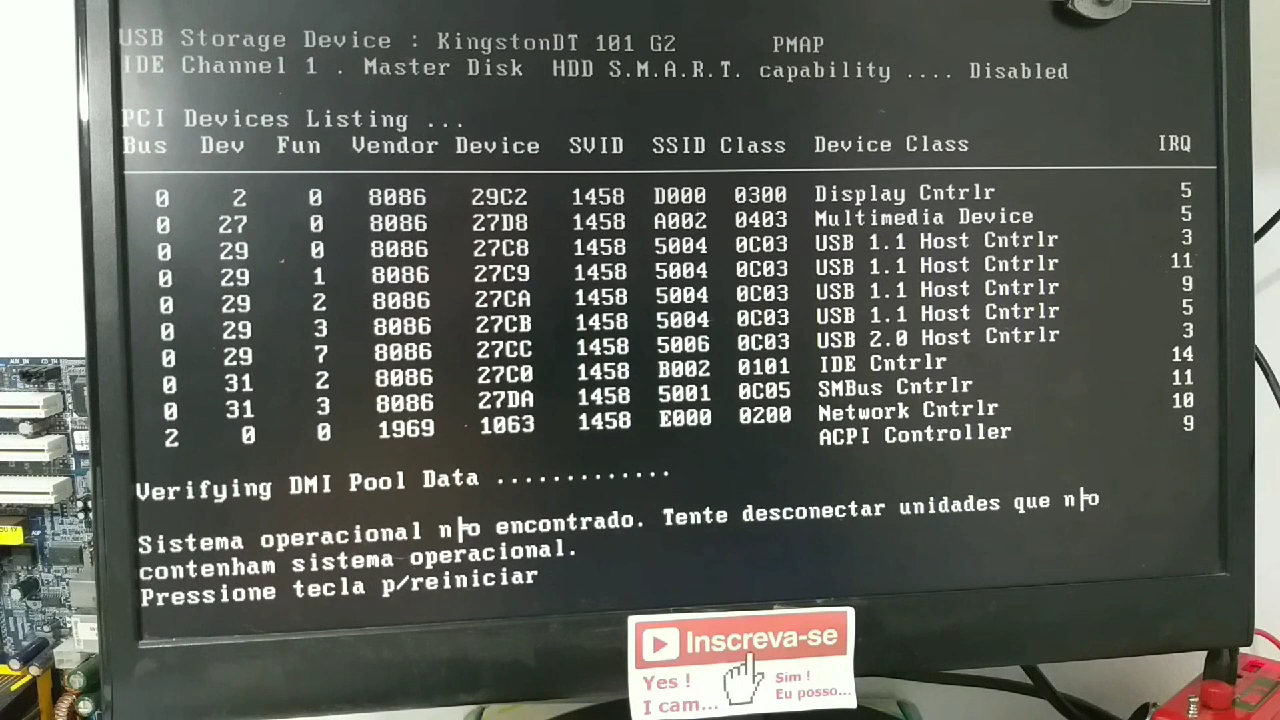 USB Storage Device : KingstonDT 101 G2 PMAP
IDE Channel 1 . Master Disk HDD S.M.A.R.T. capability .... Disabled
PCI Devices Listing ...
Bus Dev Fun Vendor Device SVID SSID Class Device Class IRQ
0 2 0 8086 29C2 1458 D000 0300 Display Cntrlr 5
0 27 0 8086 27D8 1458 A002 0403 Multimedia Device 5
0 29 0 8086 27C8 1458 5004 0C03 USB 1.1 Host Cntrlr 3
0 29 1 8086 27C9 1458 5004 0C03 USB 1.1 Host Cntrlr 11
0 29 2 8086 27CA 1458 5004 0C03 USB 1.1 Host Cntrlr 9
0 29 3 8086 27CB 1458 5004 0C03 USB 1.1 Host Cntrlr 5
0 29 7 8086 27CC 1458 5006 0C03 USB 2.0 Host Cntrlr 3
0 31 2 8086 27C0 1458 B002 0101 IDE Cntrlr 14
0 31 3 8086 27DA 1458 5001 0C05 SMBus Cntrlr 11
2 0 0 1969 1063 1458 E000 0200 Network Cntrlr 10
ACPI Controller 9
Verifying DMI Pool Data .............
Sistema operacional n├o encontrado. Tente desconectar unidades que n├o
contenham sistema operacional.
Pressione tecla p/reiniciar
Inscreva-se
Yes !
I cam...
Sim !
Eu posso...